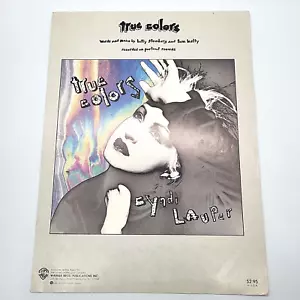 true colors
words and music by billy steinberg and tom kelly
recorded on portrait records
true
colors
cyndi
Lauper
WARNER BROS. PUBLICATIONS INC.
$2.95